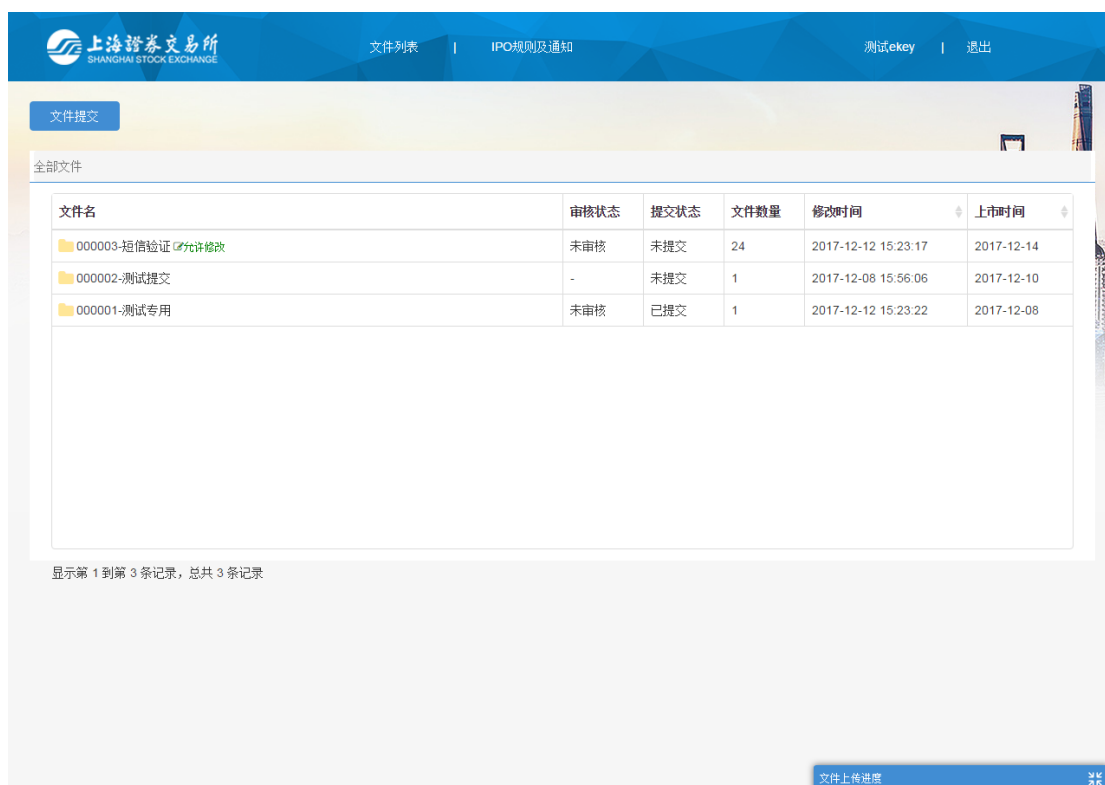 上海證券交易所 文件列表 | IPO规则及通知 测试ekey | 退出
SHANGHAI STOCK EXCHANGE
文件提交
全部文件
文件名 审核状态 提交状态 文件数量 修改时间 上市时间
000003-短信验证 允许修改 未审核 未提交 24 2017-12-12 15:23:17 2017-12-14
000002-测试提交 - 未提交 1 2017-12-08 15:56:06 2017-12-10
000001-测试专用 未审核 已提交 1 2017-12-12 15:23:22 2017-12-08
显示第 1 到第 3 条记录，总共 3 条记录
文件上传进度